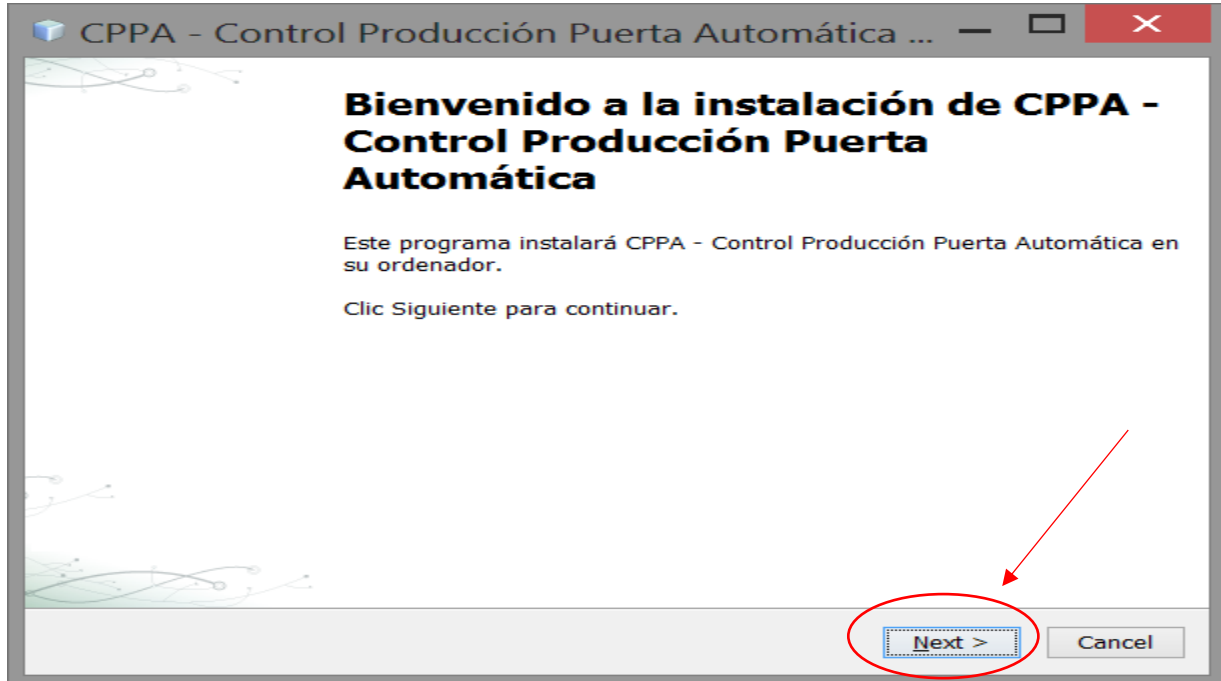 CPPA - Control Producción Puerta Automática ...
Bienvenido a la instalación de CPPA -
Control Producción Puerta
Automática
Este programa instalará CPPA - Control Producción Puerta Automática en
su ordenador.
Clic Siguiente para continuar.
Next >
Cancel